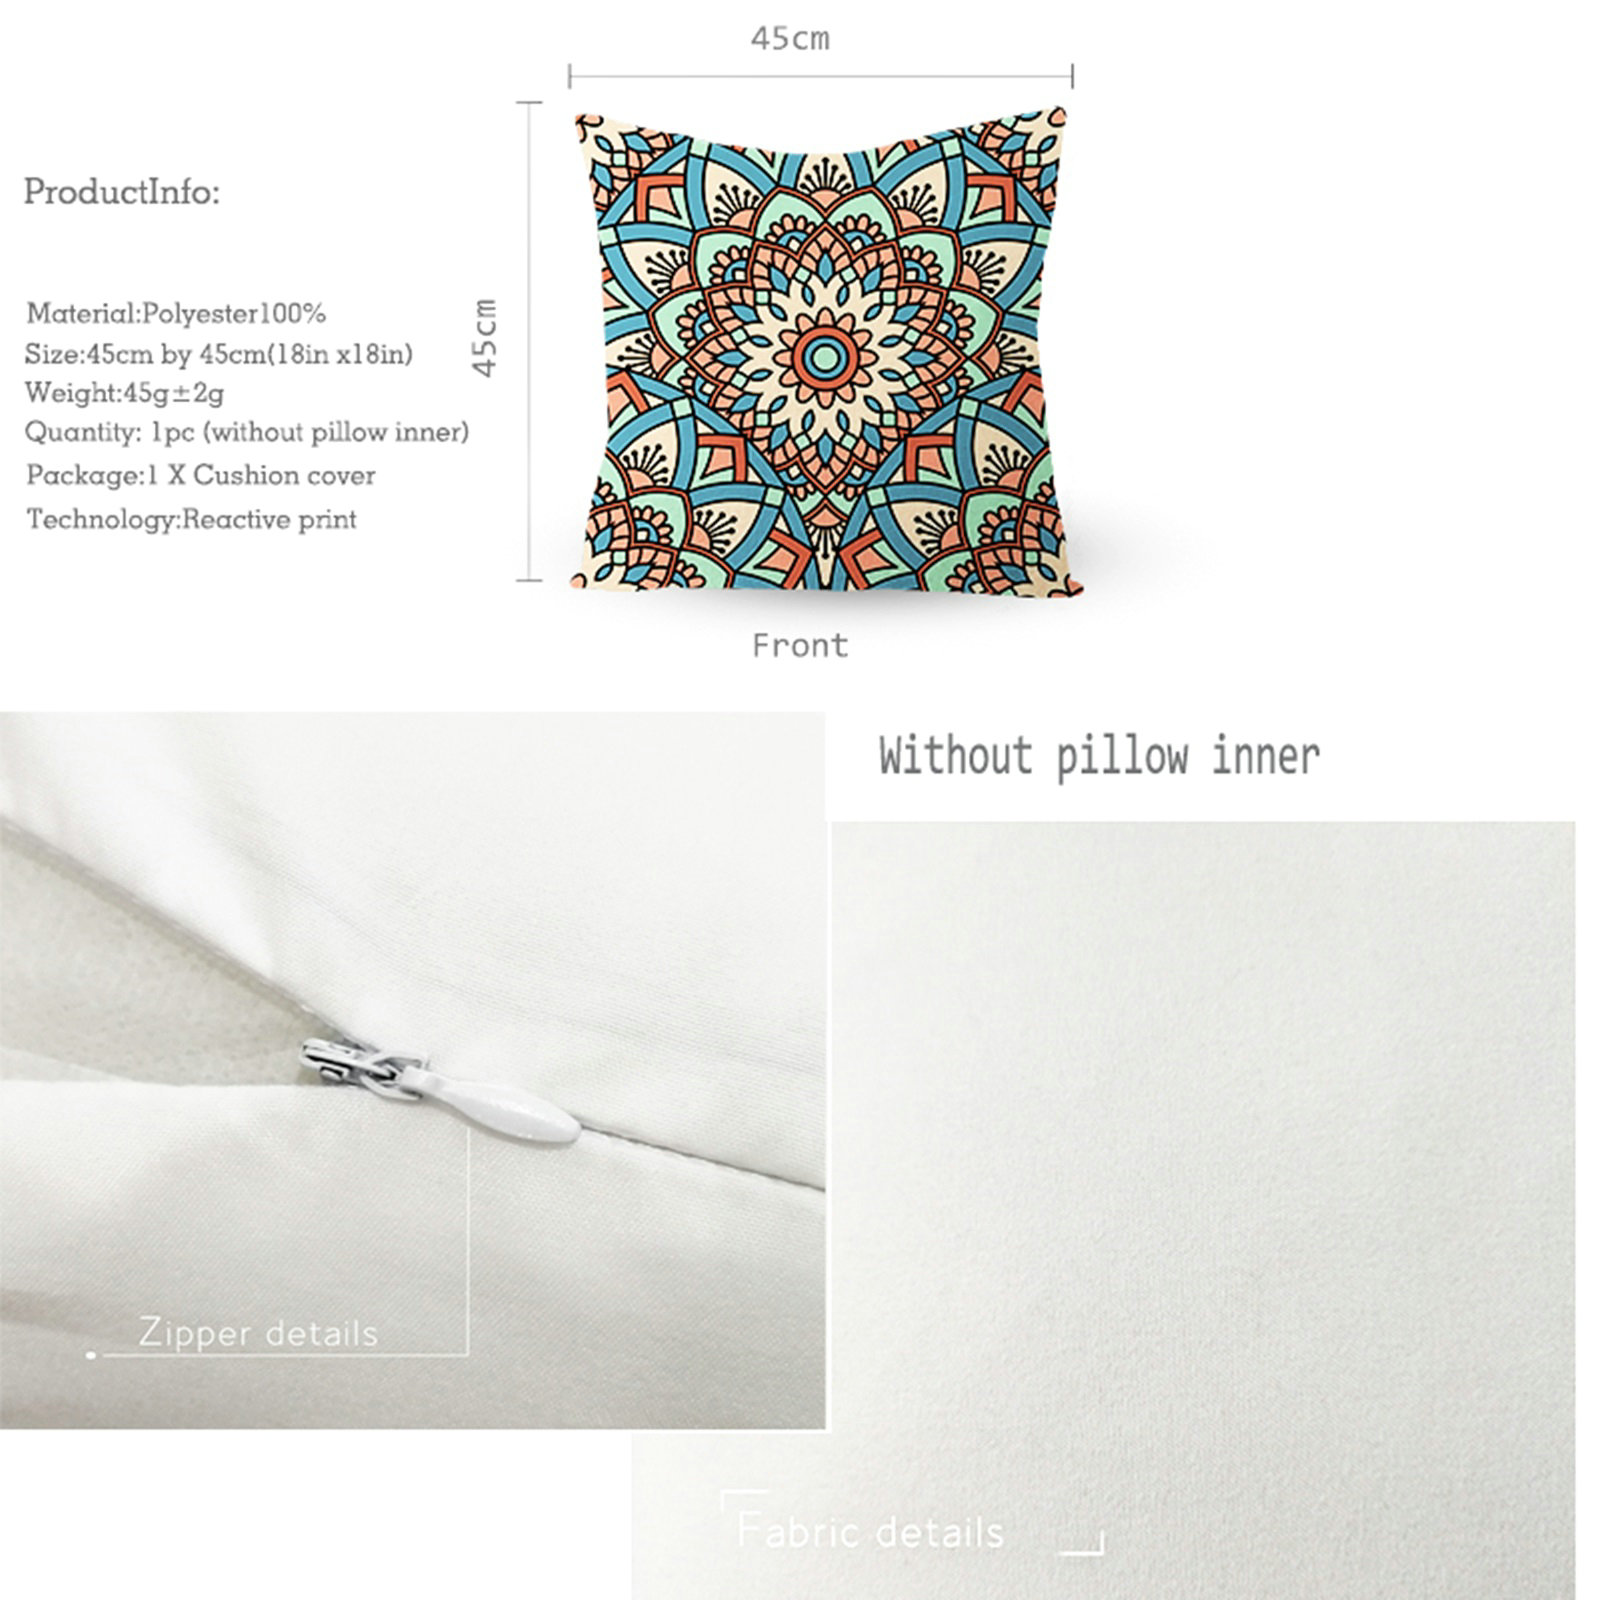 45cm
45cm
ProductInfo:
Material:Polyester100%
Size:45cm by 45cm(18in x18in)
Weight:45g±2g
Quantity: 1pc (without pillow inner)
Package:1 X Cushion cover
Technology:Reactive print
Front
Without pillow inner
Zipper details
Fabric details